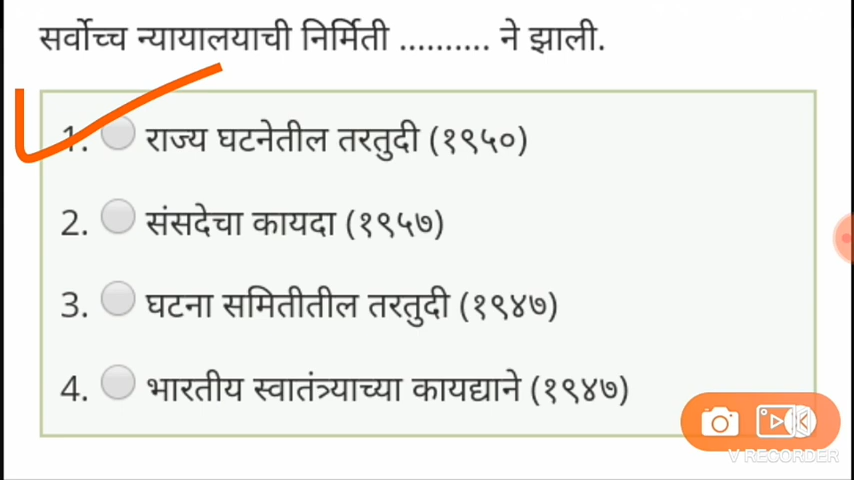 सर्वोच्च न्यायालयाची निर्मिती .......... ने झाली.
1. राज्य घटनेतील तरतुदी (१९५०)
2. संसदेचा कायदा (१९५७)
3. घटना समितीतील तरतुदी (१९४७)
4. भारतीय स्वातंत्र्याच्या कायद्याने (१९४७)
V RECORDER